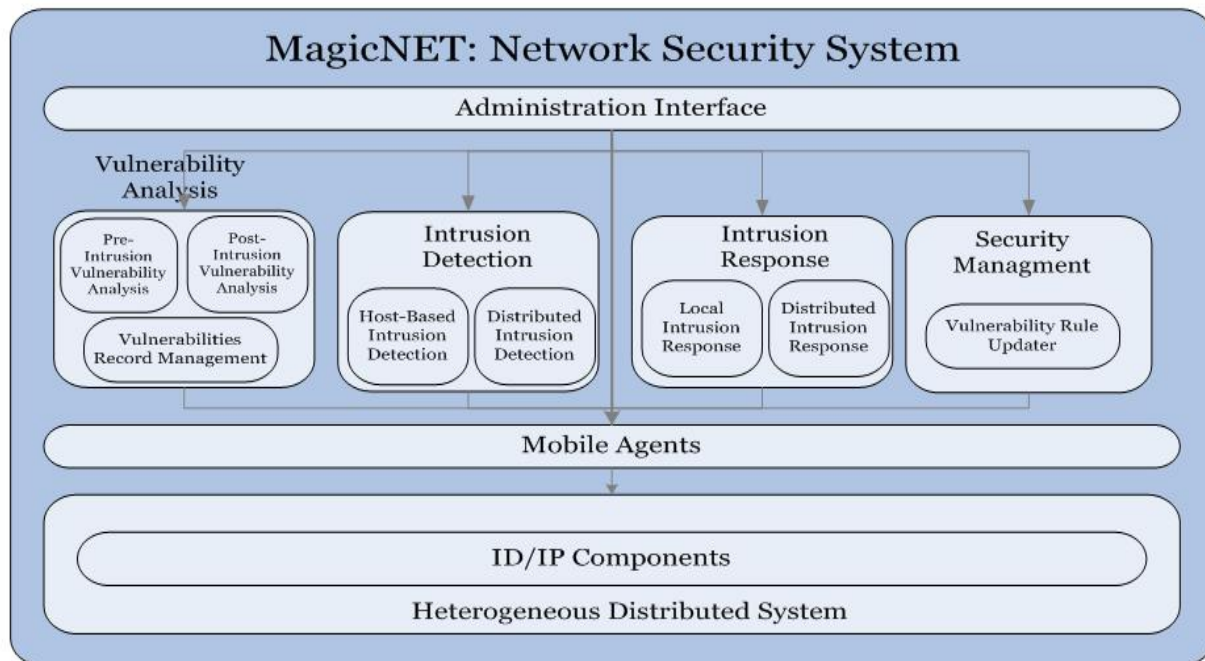 MagicNET: Network Security System
Administration Interface
Vulnerability
Analysis
Pre-
Intrusion
Vulnerability
Analysis
Post-
Intrusion
Vulnerability
Analysis
Vulnerabilities
Record Management
Intrusion
Detection
Host-Based
Intrusion
Detection
Distributed
Intrusion
Detection
Intrusion
Response
Local
Intrusion
Response
Distributed
Intrusion
Response
Security
Managment
Vulnerability Rule
Updater
Mobile Agents
ID/IP Components
Heterogeneous Distributed System